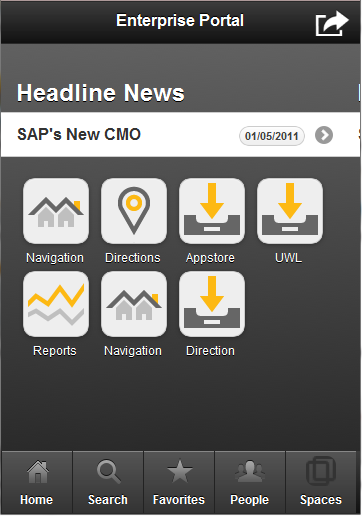 Enterprise Portal
Headline News
SAP's New CMO 01/05/2011
Navigation Directions Appstore UWL
Reports Navigation Direction
Home Search Favorites People Spaces